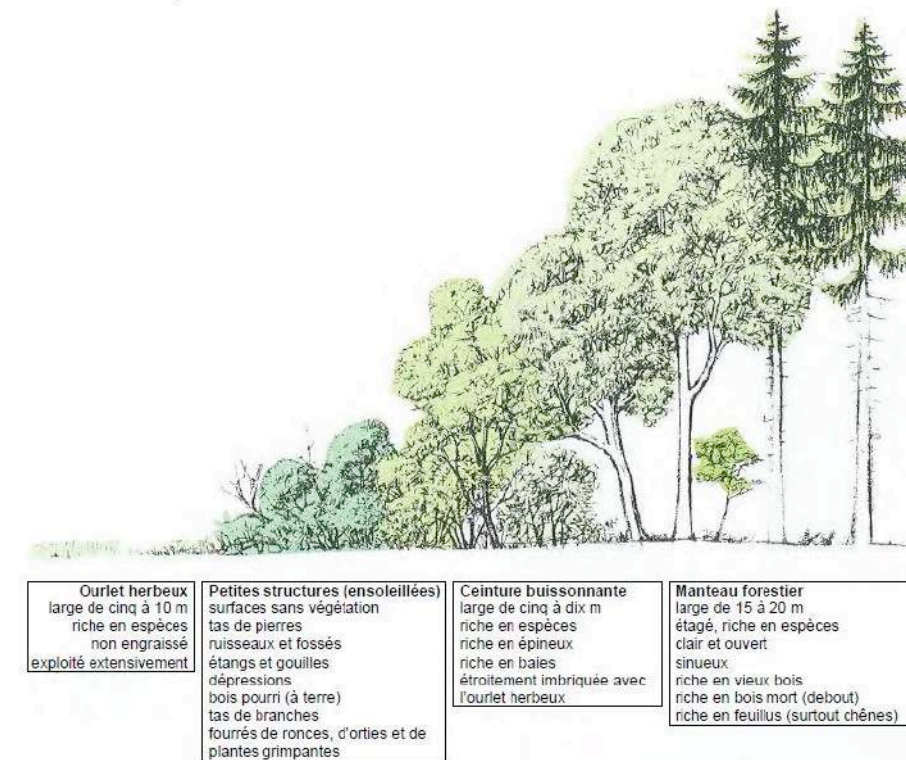 Ourlet herbeux
large de cinq à 10 m
riche en espèces
non engraissé
exploité extensivement
Petites structures (ensoleillées)
surfaces sans végétation
tas de pierres
ruisseaux et fossés
étangs et gouilles
dépressions
bois pourri (à terre)
tas de branches
fourrés de ronces, d'orties et de
plantes grimpantes
Ceinture buissonnante
large de cinq à dix m
riche en espèces
riche en épineux
riche en baies
étroitement imbriquée avec
l'ourlet herbeux
Manteau forestier
large de 15 à 20 m
étagé, riche en espèces
clair et ouvert
sinueux
riche en vieux bois
riche en bois mort (debout)
riche en feuillus (surtout chênes)